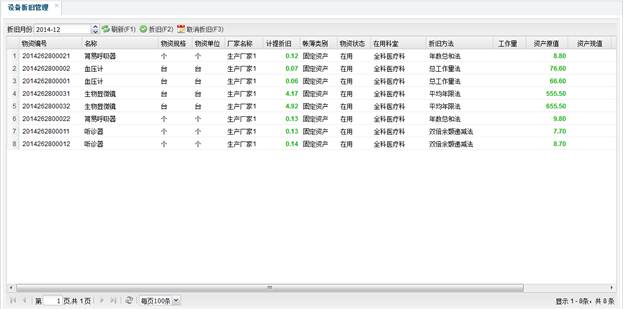 设备折旧管理
折旧月份: 2014-12 刷新(F1) 折旧(F2) 取消折旧(F3)
物资编号 名称 物资规格 物资单位 厂家名称 计提折旧 帐簿类别 物资状态 在用科室 折旧方法 工作量 资产原值 资产现值
1 2014262800021 简易呼吸器 个 个 生产厂家1 0.12 固定资产 在用 全科医疗科 年数总和法 8.80
2 2014262800002 血压计 台 台 生产厂家1 0.07 固定资产 在用 全科医疗科 总工作量法 76.60
3 2014262800001 血压计 台 台 生产厂家1 0.06 固定资产 在用 全科医疗科 总工作量法 66.60
4 2014262800031 生物显微镜 台 台 生产厂家1 4.17 固定资产 在用 全科医疗科 平均年限法 555.50
5 2014262800032 生物显微镜 台 台 生产厂家1 4.92 固定资产 在用 全科医疗科 平均年限法 655.50
6 2014262800022 简易呼吸器 个 个 生产厂家1 0.13 固定资产 在用 全科医疗科 年数总和法 9.80
7 2014262800011 听诊器 个 个 生产厂家1 0.13 固定资产 在用 全科医疗科 双倍余额递减法 7.70
8 2014262800012 听诊器 个 个 生产厂家1 0.14 固定资产 在用 全科医疗科 双倍余额递减法 8.70
第 1 页,共 1页 每页100条 显示 1 - 8条，共 8 条